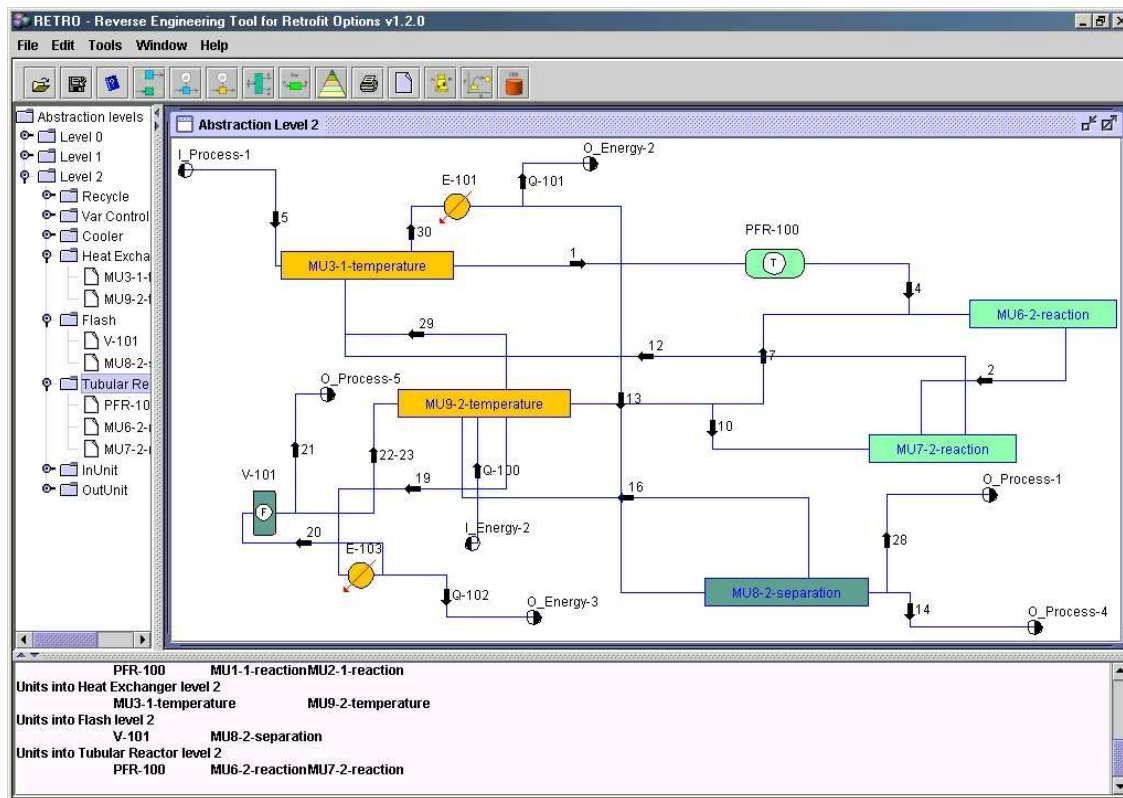 RETRO - Reverse Engineering Tool for Retrofit Options v1.2.0
File Edit Tools Window Help
Abstraction levels
Level 0
Level 1
Level 2
Recycle
Var Control
Cooler
Heat Excha
MU3-1-t
MU9-2-t
Flash
V-101
MU8-2-s
Tubular Re
PFR-10
MU6-2-r
MU7-2-r
InUnit
OutUnit
Abstraction Level 2
I_Process-1
O_Energy-2
E-101
Q-101
5
30
1
PFR-100
T
MU3-1-temperature
4
MU6-2-reaction
29
12
7
2
O_Process-5
MU9-2-temperature
13
10
MU7-2-reaction
21
22-23
19
Q-100
V-101
16
O_Process-1
F
20
I_Energy-2
28
E-103
MU8-2-separation
Q-102
O_Energy-3
14
O_Process-4
PFR-100 MU1-1-reactionMU2-1-reaction
Units into Heat Exchanger level 2
MU3-1-temperature MU9-2-temperature
Units into Flash level 2
V-101 MU8-2-separation
Units into Tubular Reactor level 2
PFR-100 MU6-2-reactionMU7-2-reaction